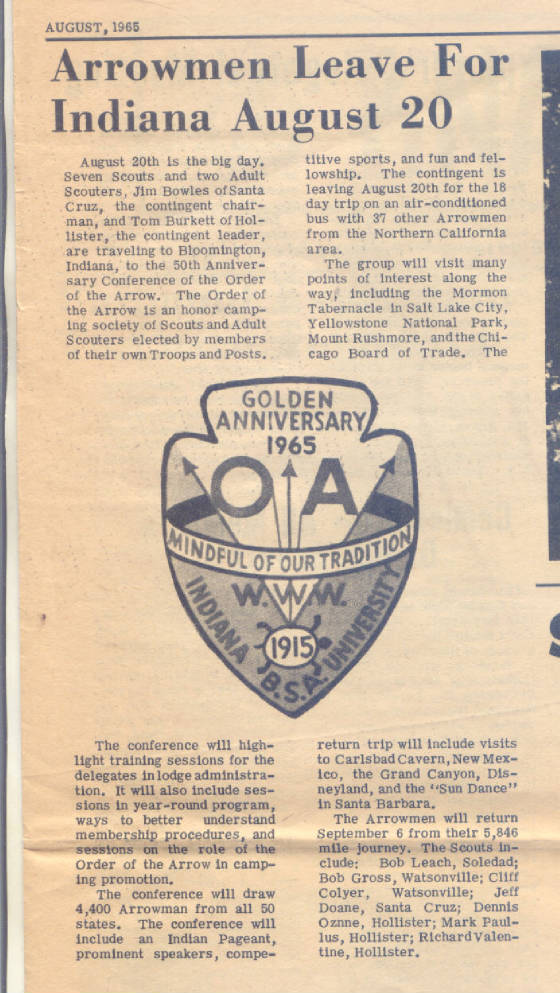 AUGUST, 1965
Arrowmen Leave For
Indiana August 20
August 20th is the big day.
Seven Scouts and two Adult
Scouters, Jim Bowles of Santa
Cruz, the contingent chair-
man, and Tom Burkett of Hol-
lister, the contingent leader,
are traveling to Bloomington,
Indiana, to the 50th Anniver-
sary Conference of the Order
of the Arrow. The Order of
the Arrow is an honor camp-
ing society of Scouts and Adult
Scouters elected by members
of their own Troops and Posts.
The conference will high-
light training sessions for the
delegates in lodge administra-
tion. It will also include ses-
sions in year-round program,
ways to better understand
membership procedures, and
sessions on the role of the
Order of the Arrow in camp-
ing promotion.
The conference will draw
4,400 Arrowman from all 50
states. The conference will
include an Indian Pageant,
prominent speakers, compe-
titive sports, and fun and fel-
lowship. The contingent is
leaving August 20th for the 18
day trip on an air-conditioned
bus with 37 other Arrowmen
from the Northern California
area.
The group will visit many
points of interest along the
way, including the Mormon
Tabernacle in Salt Lake City,
Yellowstone National Park,
Mount Rushmore, and the Chi-
cago Board of Trade. The
return trip will include visits
to Carlsbad Cavern, New Mex-
ico, the Grand Canyon, Dis-
neyland, and the "Sun Dance"
in Santa Barbara.
The Arrowmen will return
September 6 from their 5,846
mile journey. The Scouts in-
clude: Bob Leach, Soledad;
Bob Gross, Watsonville; Cliff
Colyer, Watsonville; Jeff
Doane, Santa Cruz; Dennis
Oznne, Hollister; Mark Paul-
lus, Hollister; Richard Valen-
tine, Hollister.
GOLDEN
ANNIVERSARY
1965
O A
MINDFUL OF OUR TRADITION
W.W.W.
1915
INDIANA UNIVERSITY
B.S.A.